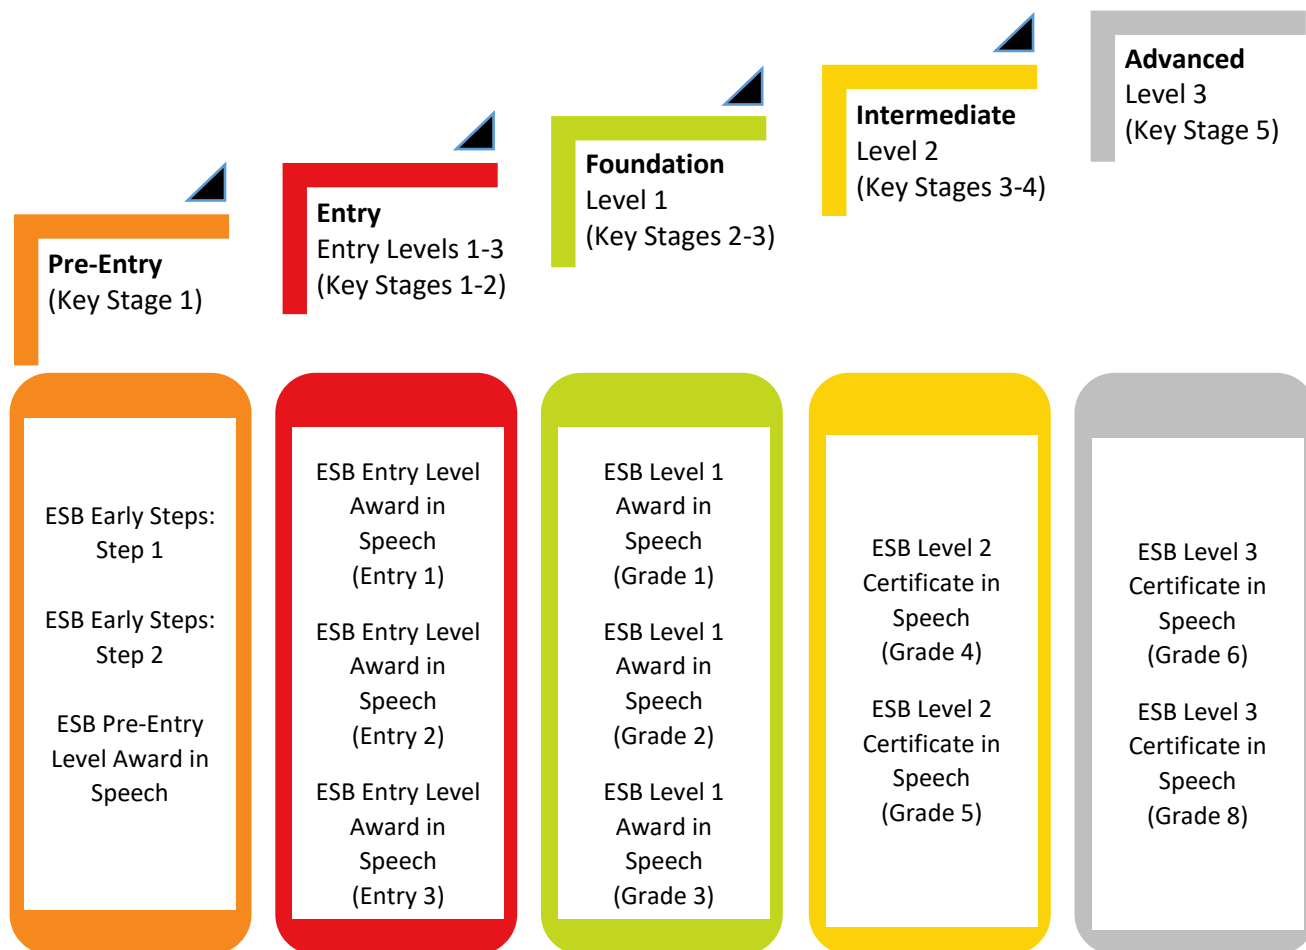 Pre-Entry
(Key Stage 1)
Entry
Entry Levels 1-3
(Key Stages 1-2)
Foundation
Level 1
(Key Stages 2-3)
Intermediate
Level 2
(Key Stages 3-4)
Advanced
Level 3
(Key Stage 5)
ESB Early Steps:
Step 1
ESB Early Steps:
Step 2
ESB Pre-Entry
Level Award in
Speech
ESB Entry Level
Award in
Speech
(Entry 1)
ESB Entry Level
Award in
Speech
(Entry 2)
ESB Entry Level
Award in
Speech
(Entry 3)
ESB Level 1
Award in
Speech
(Grade 1)
ESB Level 1
Award in
Speech
(Grade 2)
ESB Level 1
Award in
Speech
(Grade 3)
ESB Level 2
Certificate in
Speech
(Grade 4)
ESB Level 2
Certificate in
Speech
(Grade 5)
ESB Level 3
Certificate in
Speech
(Grade 6)
ESB Level 3
Certificate in
Speech
(Grade 8)